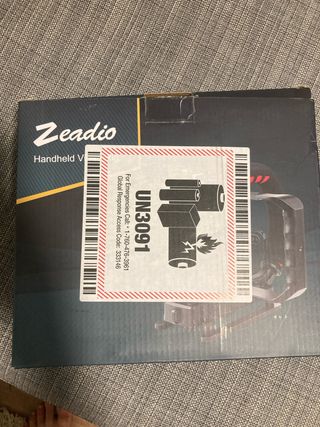 Zeadio
Handheld V
UN3091
For Emergencies Call: + 1-760-476-3961
Global Response Access Code: 333146